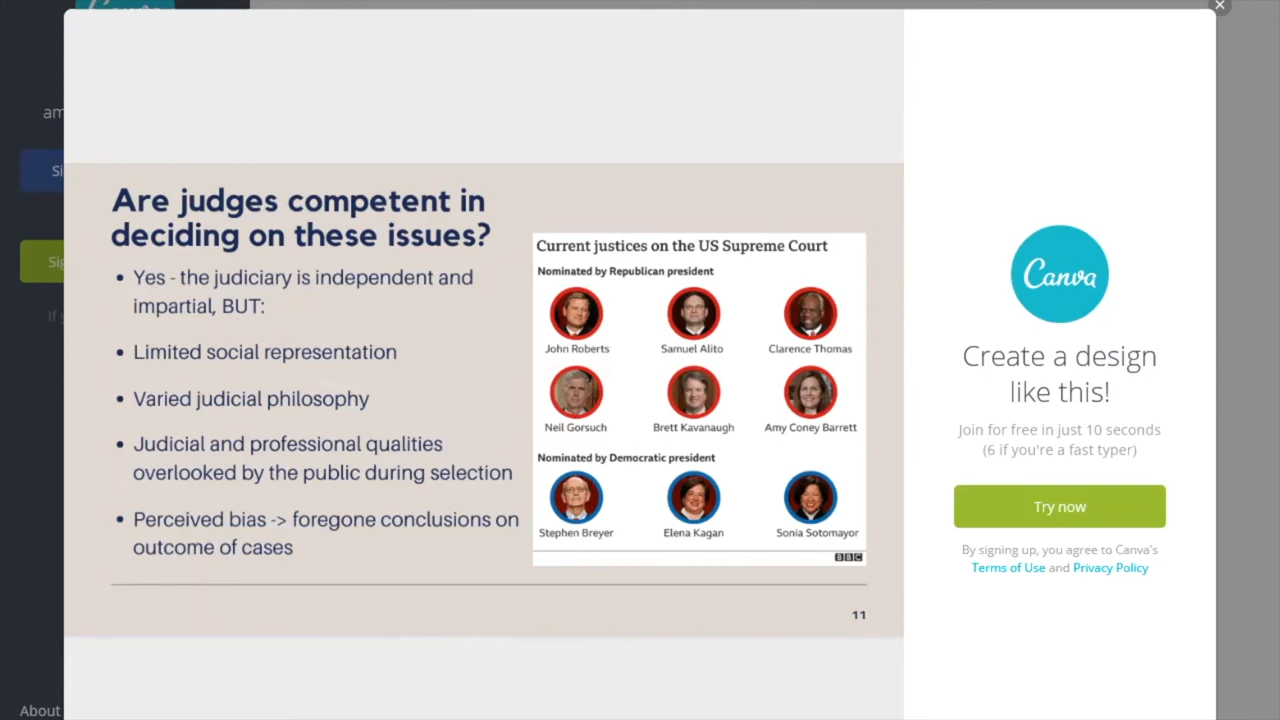 am
Si
Sig
If y
About
Are judges competent in
deciding on these issues?
• Yes - the judiciary is independent and
impartial, BUT:
• Limited social representation
• Varied judicial philosophy
• Judicial and professional qualities
overlooked by the public during selection
• Perceived bias -> foregone conclusions on
outcome of cases
Current justices on the US Supreme Court
Nominated by Republican president
John Roberts
Samuel Alito
Clarence Thomas
Neil Gorsuch
Brett Kavanaugh
Amy Coney Barrett
Nominated by Democratic president
Stephen Breyer
Elena Kagan
Sonia Sotomayor
BBC
11
Canva
Create a design
like this!
Join for free in just 10 seconds
(6 if you're a fast typer)
Try now
By signing up, you agree to Canva's
Terms of Use and Privacy Policy